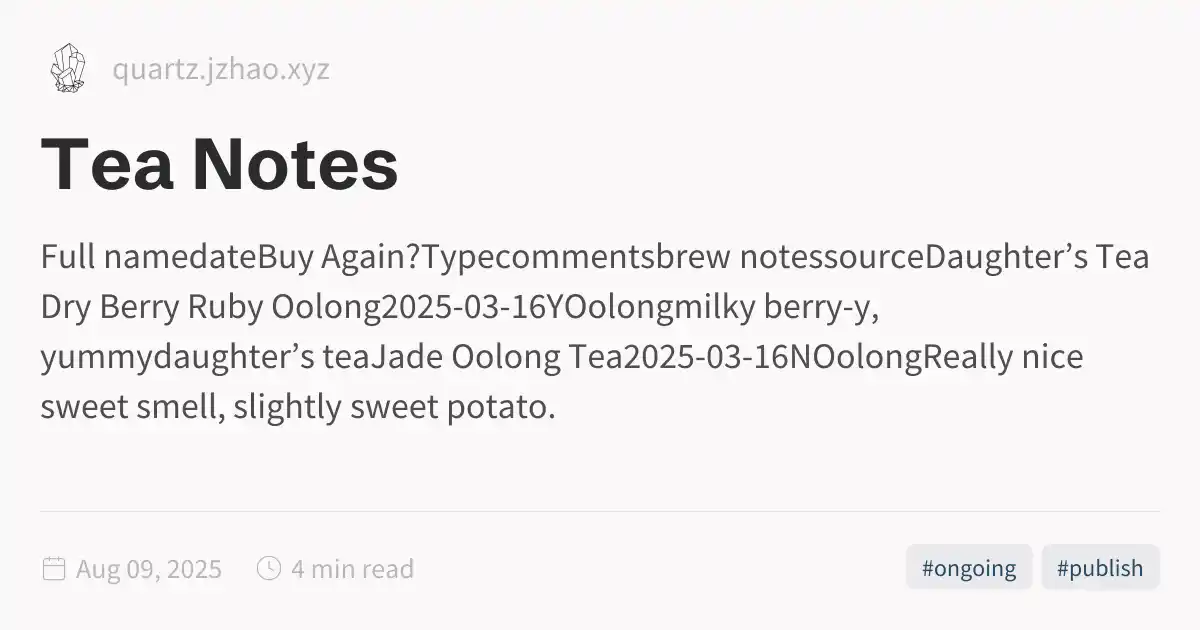 quartz.jzhao.xyz
Tea Notes
Full namedateBuy Again?Typecommentsbrew notessourceDaughter’s Tea
Dry Berry Ruby Oolong2025-03-16YOolongmilky berry-y,
yummydaughter’s teaJade Oolong Tea2025-03-16NOolongReally nice
sweet smell, slightly sweet potato.
Aug 09, 2025 4 min read #ongoing #publish